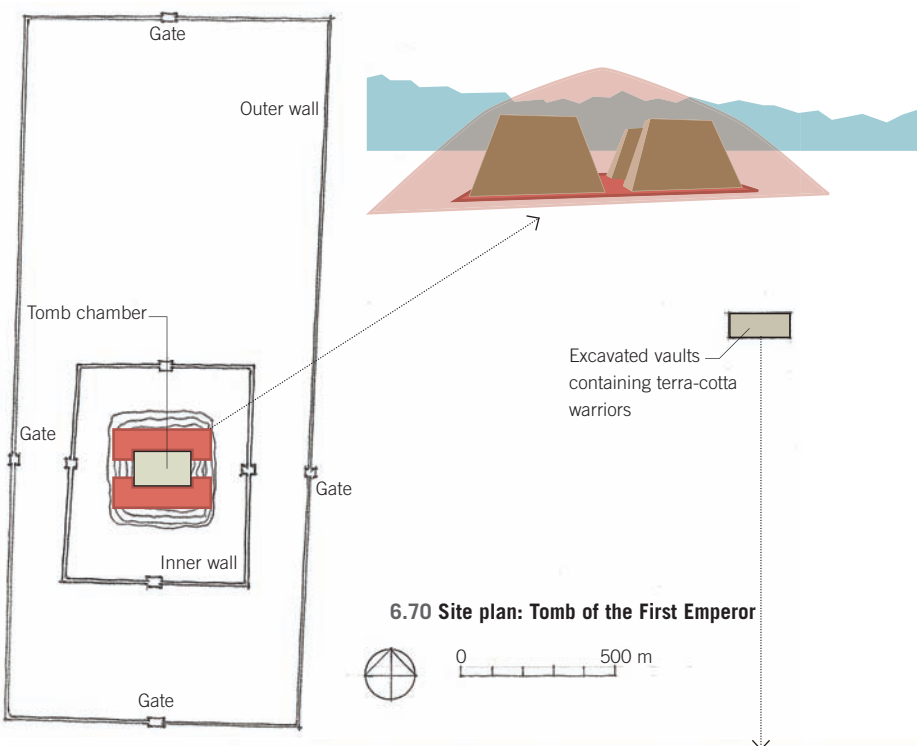 Gate
Outer wall
Tomb chamber
Excavated vaults
containing terra-cotta
warriors
Gate
Gate
Inner wall
6.70 Site plan: Tomb of the First Emperor
0 500 m
Gate